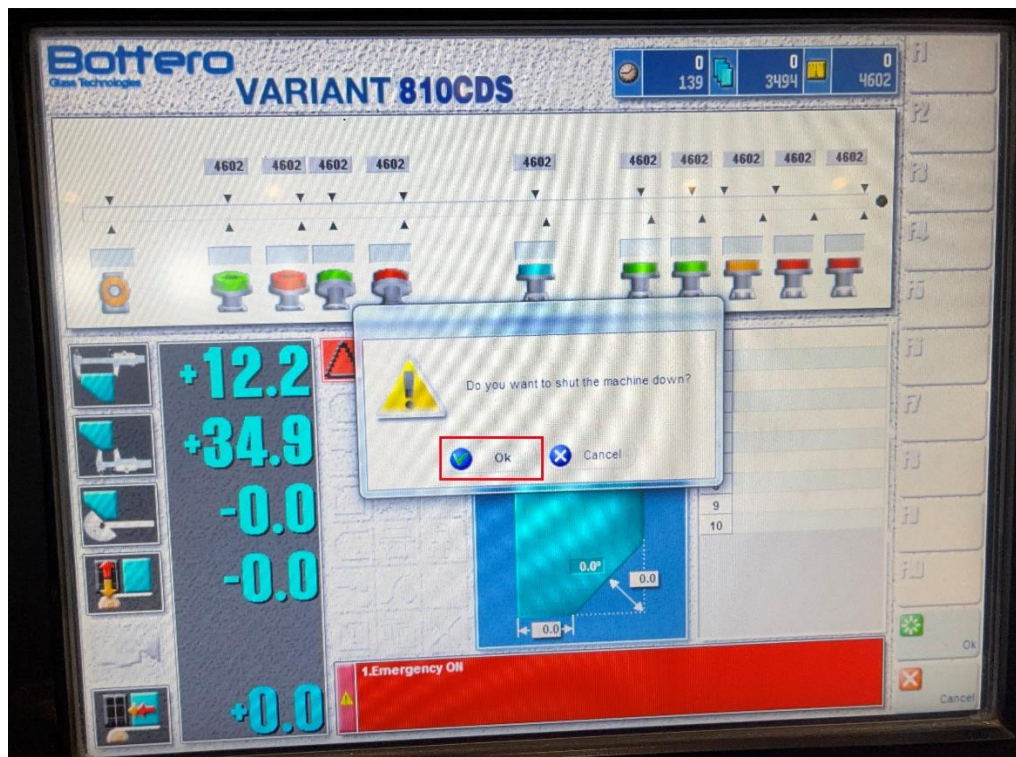 Bottero
Glass Technologies
VARIANT 810CDS
0
139
0
3494
0
4602
F1
F2
F3
F4
F5
F6
F7
F8
F9
F10
4602 4602 4602 4602 4602 4602 4602 4602 4602 4602
+12.2
+34.9
-0.0
-0.0
+0.0
Do you want to shut the machine down?
Ok
Cancel
9
10
0.0°
0.0
0.0
1.Emergency ON
Ok
Cancel